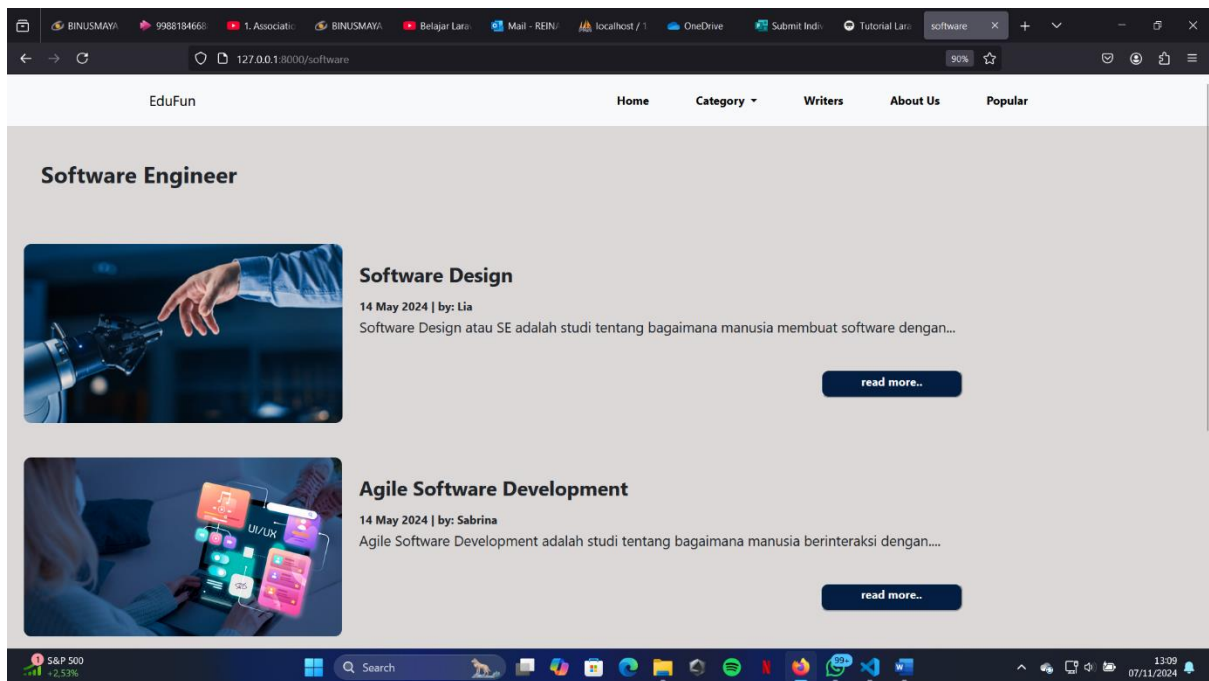 BINUSMAYA
9988184668
1. Associatio
BINUSMAYA
Belajar Lara
Mail - REINA
localhost / 1
OneDrive
Submit Indiv
Tutorial Lara
software
127.0.0.1:8000/software
90%
EduFun
Home
Category
Writers
About Us
Popular
Software Engineer
Software Design
14 May 2024 | by: Lia
Software Design atau SE adalah studi tentang bagaimana manusia membuat software dengan...
read more..
UI/UX
Agile Software Development
14 May 2024 | by: Sabrina
Agile Software Development adalah studi tentang bagaimana manusia berinteraksi dengan....
read more..
1
S&P 500
+2,53%
Search
99+
13:09
07/11/2024